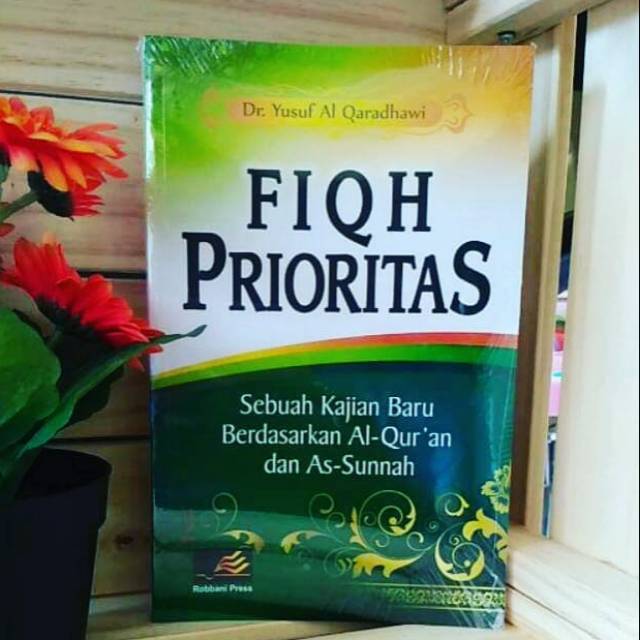 Dr. Yusuf Al Qaradhawi
FIQH
PRIORITAS
Sebuah Kajian Baru
Berdasarkan Al-Qur'an
dan As-Sunnah
Robbani Press